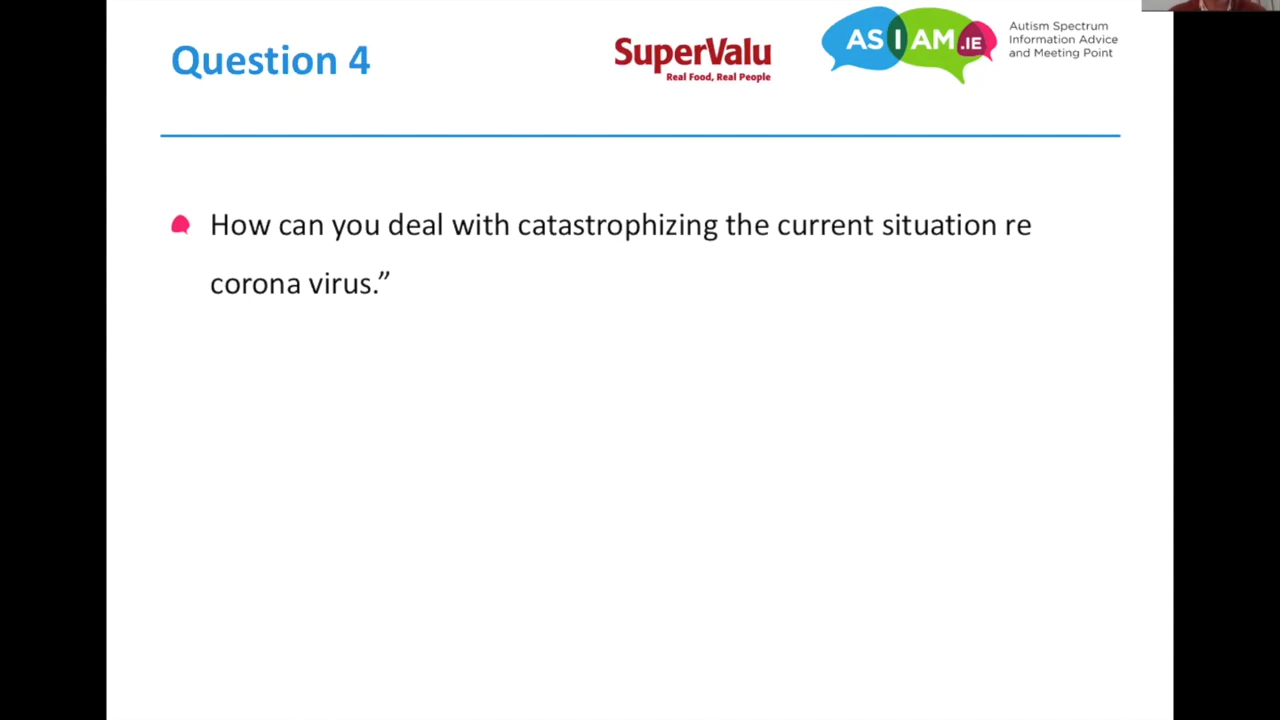 Question 4
SuperValu
Real Food, Real People
AS I AM.IE
Autism Spectrum
Information Advice
and Meeting Point
How can you deal with catastrophizing the current situation re
corona virus.”